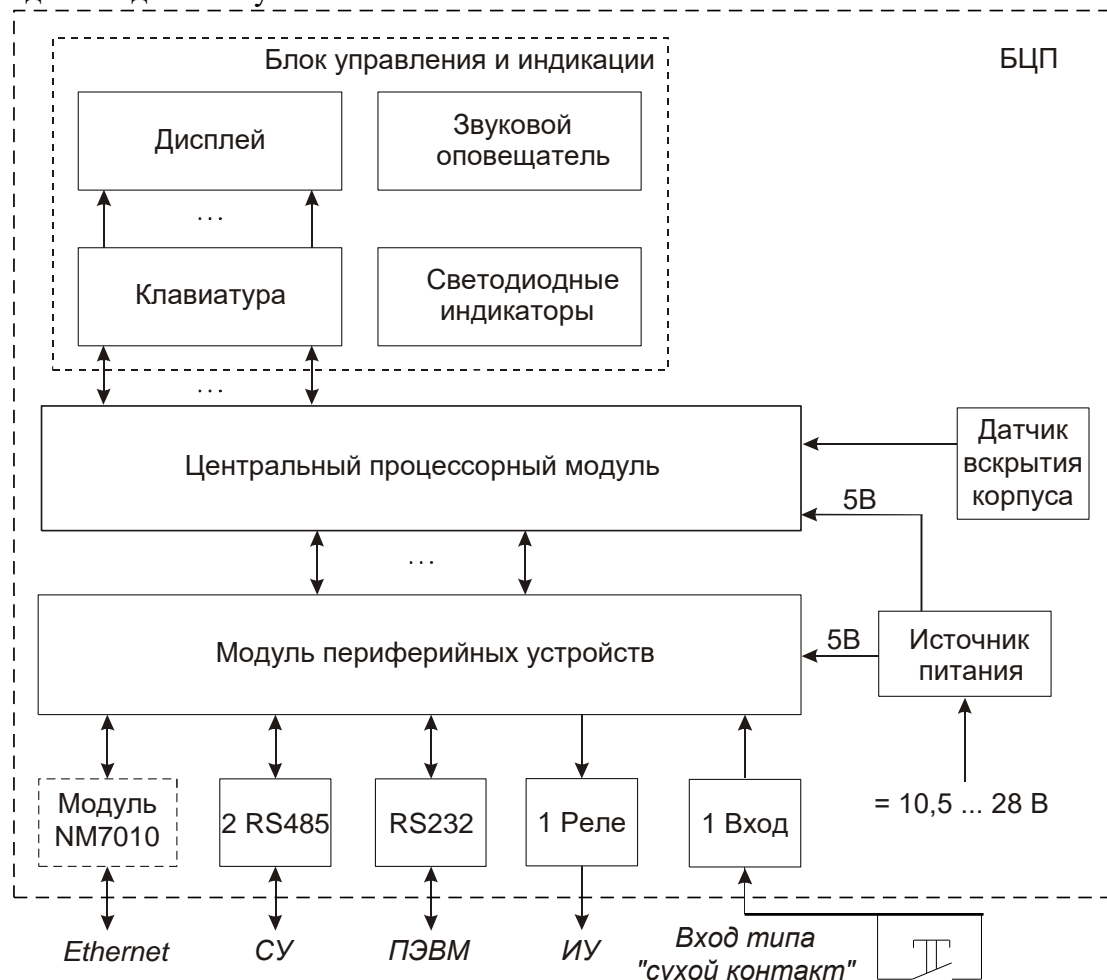 Блок управления и индикации
БЦП
Дисплей
Звуковой
оповещатель
...
Клавиатура
Светодиодные
индикаторы
...
Центральный процессорный модуль
Датчик
вскрытия
корпуса
5В
...
Модуль периферийных устройств
5В
Источник
питания
Модуль
NM7010
2 RS485
RS232
1 Реле
1 Вход
= 10,5 ... 28 В
Ethernet
СУ
ПЭВМ
ИУ
Вход типа
"сухой контакт"